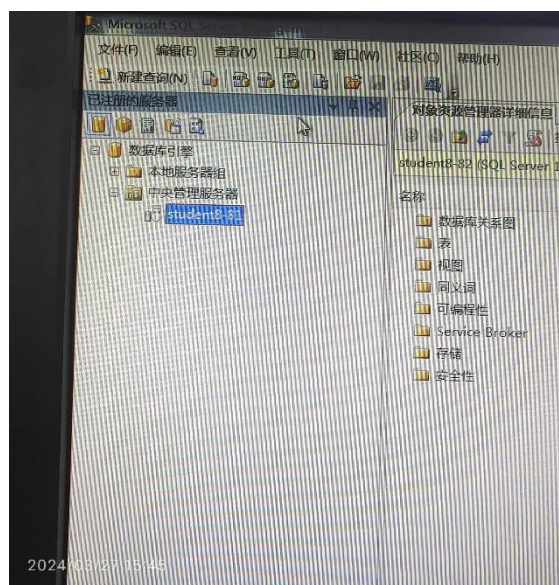 Microsoft SQL Server
文件(F) 编辑(E) 查看(V) 工具(T) 窗口(W) 社区(C) 帮助(H)
新建查询(N)
已注册的服务器
对象资源管理器详细信息
数据库引擎
student8-82 (SQL Server 1
本地服务器组
中央管理服务器
名称
student8-81
数据库关系图
表
视图
同义词
可编程性
Service Broker
存储
安全性
2024/03/27 15:45